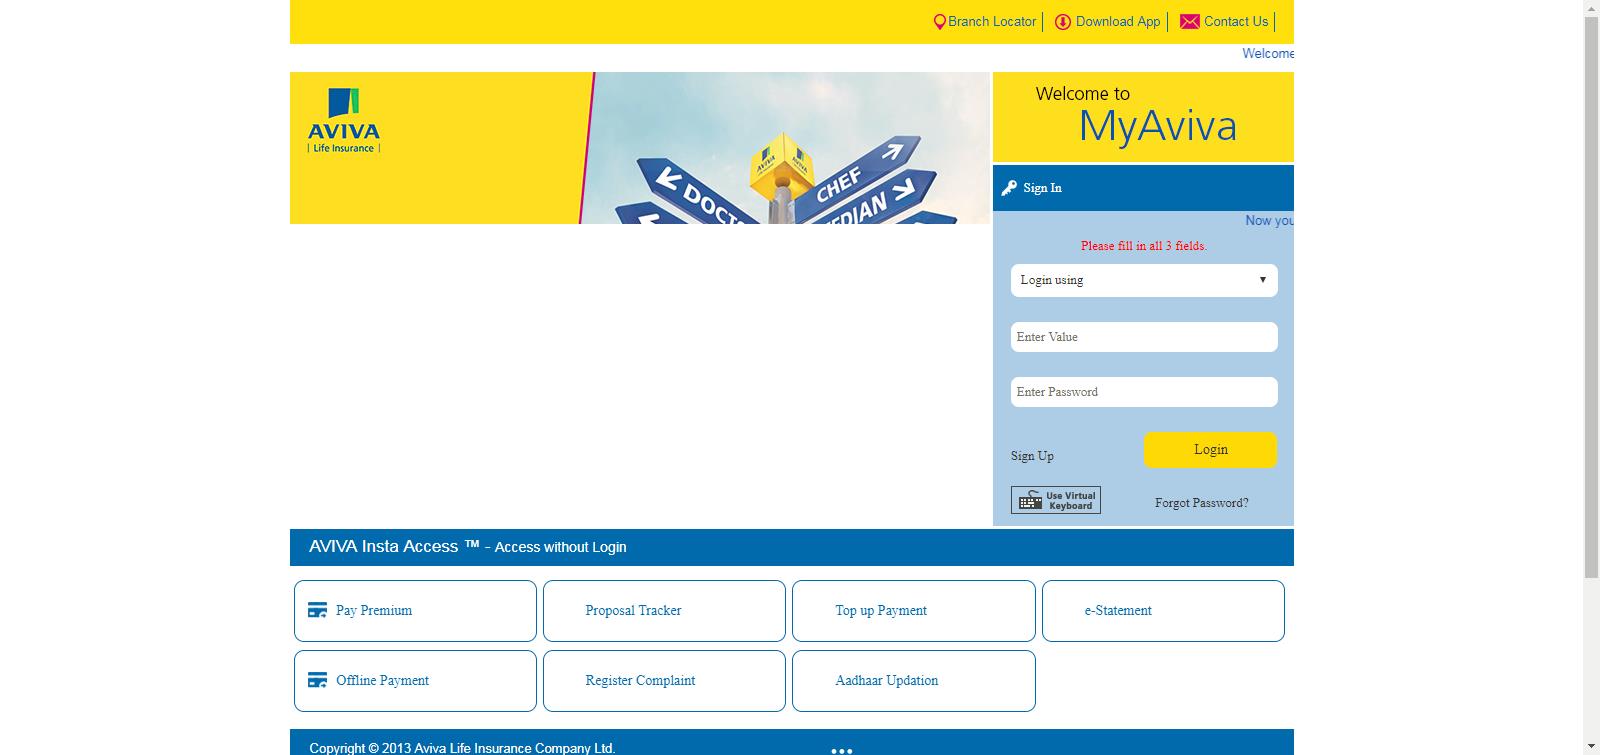 Branch Locator
Download App
Contact Us
Welcome
AVIVA
Life Insurance
AVIVA
CHEF
Welcome to
MyAviva
Sign In
Now you
Please fill in all 3 fields.
Login using
Enter Value
Enter Password
Sign Up
Login
Use Virtual
Keyboard
Forgot Password?
AVIVA Insta Access ™ - Access without Login
Pay Premium
Proposal Tracker
Top up Payment
e-Statement
Offline Payment
Register Complaint
Aadhaar Updation
Copyright © 2013 Aviva Life Insurance Company Ltd.